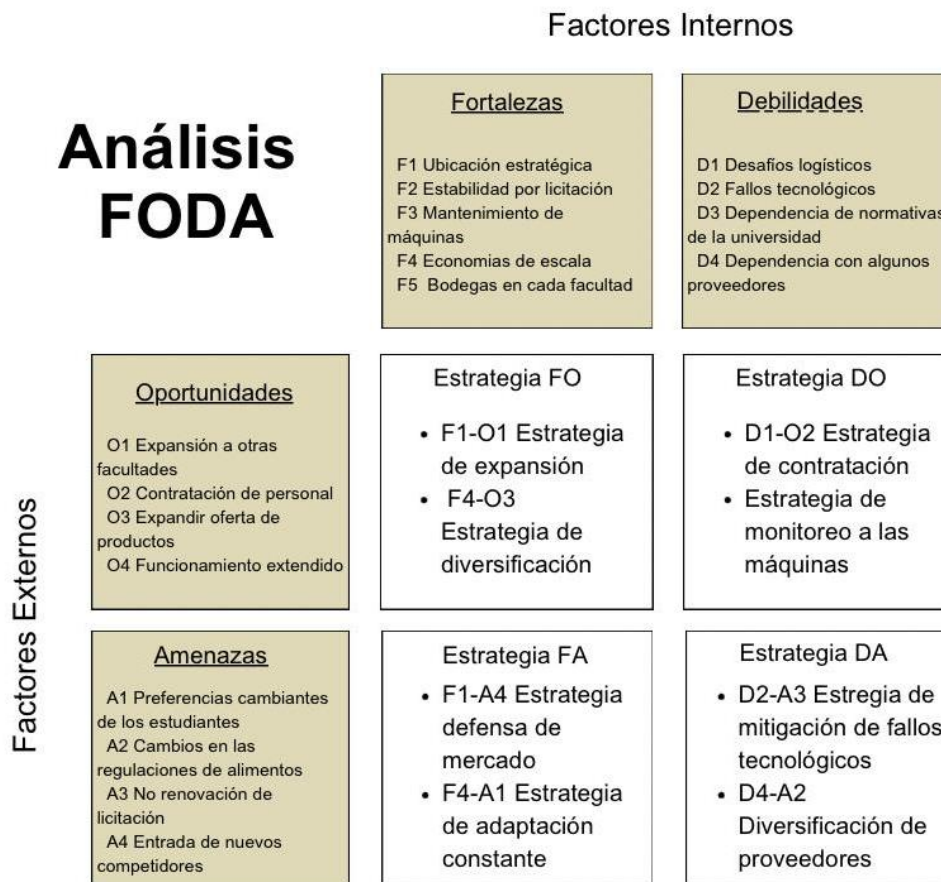 Factores Internos
Análisis
FODA
Fortalezas
F1 Ubicación estratégica
F2 Estabilidad por licitación
F3 Mantenimiento de
máquinas
F4 Economias de escala
F5 Bodegas en cada facultad
Debilidades
D1 Desafíos logísticos
D2 Fallos tecnológicos
D3 Dependencia de normativas
de la universidad
D4 Dependencia con algunos
proveedores
Factores Externos
Oportunidades
O1 Expansión a otras
facultades
O2 Contratación de personal
O3 Expandir oferta de
productos
O4 Funcionamiento extendido
Estrategia FO
• F1-O1 Estrategia
de expansión
• F4-O3
Estrategia de
diversificación
Estrategia DO
• D1-O2 Estrategia
de contratación
• Estrategia de
monitoreo a las
máquinas
Amenazas
A1 Preferencias cambiantes
de los estudiantes
A2 Cambios en las
regulaciones de alimentos
A3 No renovación de
licitación
A4 Entrada de nuevos
competidores
Estrategia FA
• F1-A4 Estrategia
defensa de
mercado
• F4-A1 Estrategia
de adaptación
constante
Estrategia DA
• D2-A3 Estregia de
mitigación de fallos
tecnológicos
• D4-A2
Diversificación de
proveedores